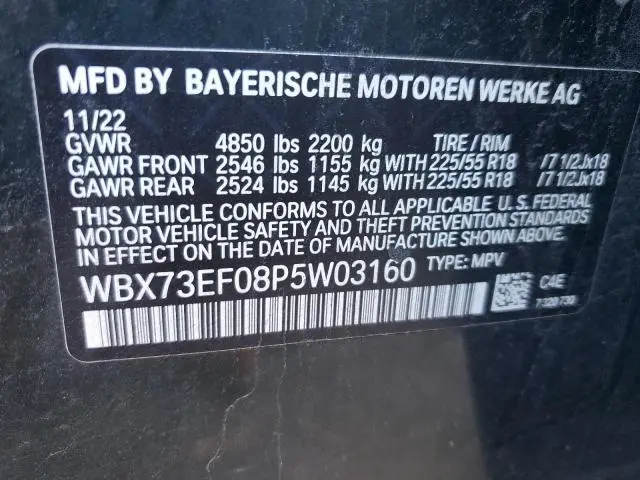 MFD BY BAYERISCHE MOTOREN WERKE AG
11/22
GVWR 4850 lbs 2200 kg TIRE / RIM
GAWR FRONT 2546 lbs 1155 kg WITH 225/55 R18 /7 1/2Jx18
GAWR REAR 2524 lbs 1145 kg WITH 225/55 R18 /7 1/2Jx18
THIS VEHICLE CONFORMS TO ALL APPLICABLE U. S. FEDERAL
MOTOR VEHICLE SAFETY AND THEFT PREVENTION STANDARDS
IN EFFECT ON THE DATE OF MANUFACTURE SHOWN ABOVE.
WBX73EF08P5W03160 TYPE: MPV
C4E
7320730